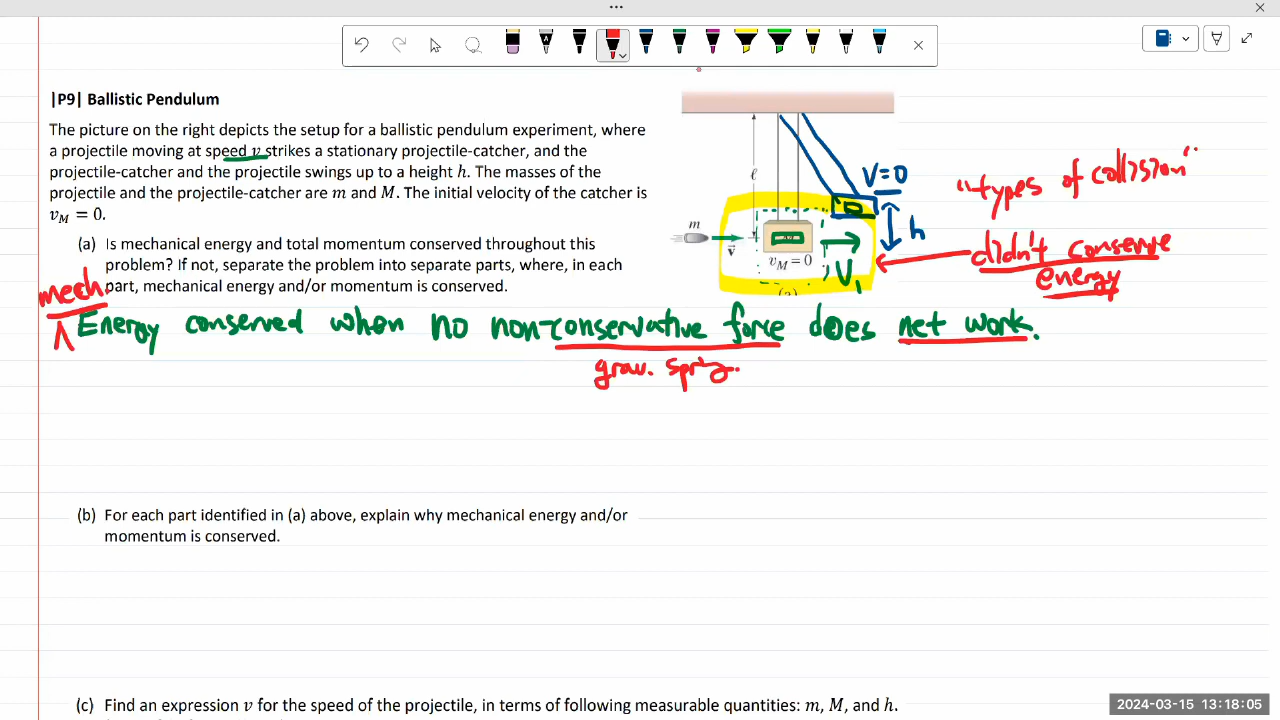 |P9| Ballistic Pendulum
The picture on the right depicts the setup for a ballistic pendulum experiment, where
a projectile moving at speed v strikes a stationary projectile-catcher, and the
projectile-catcher and the projectile swings up to a height h. The masses of the
projectile and the projectile-catcher are m and M. The initial velocity of the catcher is
v_M = 0.
(a) Is mechanical energy and total momentum conserved throughout this
problem? If not, separate the problem into separate parts, where, in each
part, mechanical energy and/or momentum is conserved.
ℓ
m
v⃗
v_M = 0
V=0
h
V₁
"types of collision"
didn't conserve
energy
mech.
Energy conserved when no non-conservative force does net work.
grav. spring.
(b) For each part identified in (a) above, explain why mechanical energy and/or
momentum is conserved.
(c) Find an expression v for the speed of the projectile, in terms of following measurable quantities: m, M, and h.
2024-03-15 13:18:05